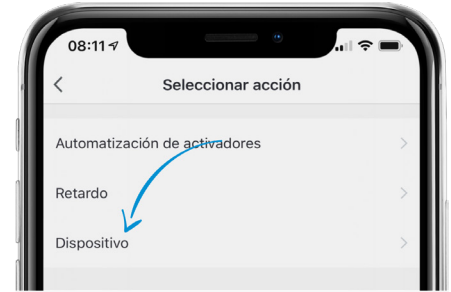 08:11
Seleccionar acción
Automatización de activadores
Retardo
Dispositivo